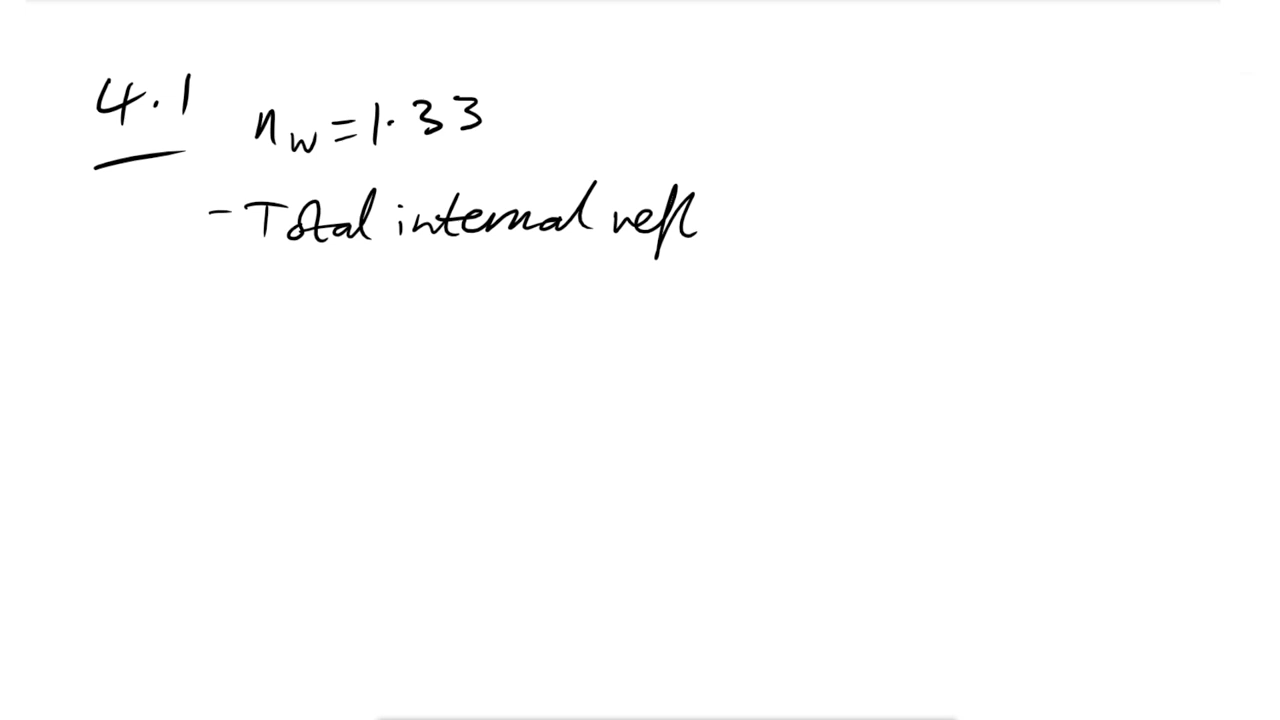 4.1
n_w = 1.33
- Total internal refl